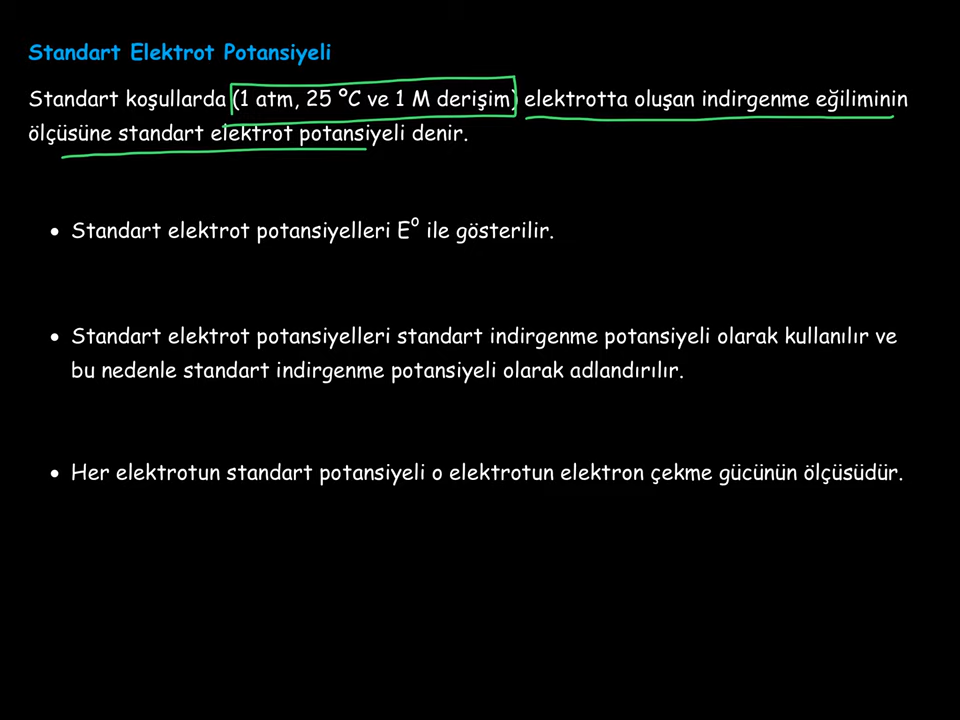 Standart Elektrot Potansiyeli
Standart koşullarda (1 atm, 25 ºC ve 1 M derişim) elektrotta oluşan indirgenme eğiliminin
ölçüsüne standart elektrot potansiyeli denir.
• Standart elektrot potansiyelleri Eº ile gösterilir.
• Standart elektrot potansiyelleri standart indirgenme potansiyeli olarak kullanılır ve
bu nedenle standart indirgenme potansiyeli olarak adlandırılır.
• Her elektrotun standart potansiyeli o elektrotun elektron çekme gücünün ölçüsüdür.